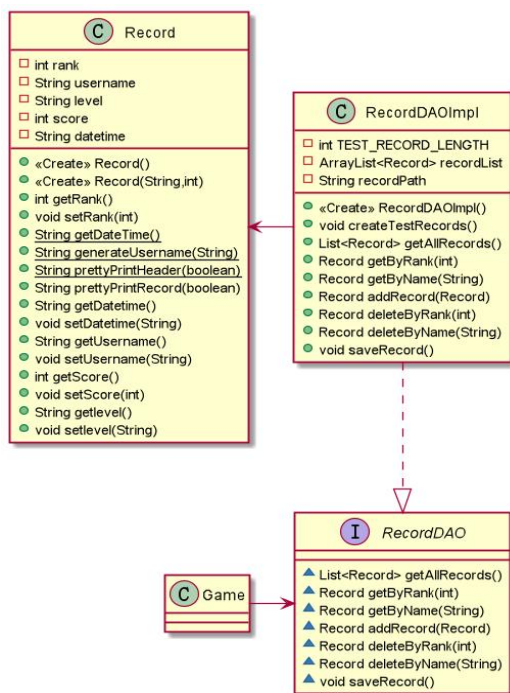 C Record
int rank
String username
String level
int score
String datetime
«Create» Record()
«Create» Record(String,int)
int getRank()
void setRank(int)
String getDateTime()
String generateUsername(String)
String prettyPrintHeader(boolean)
String prettyPrintRecord(boolean)
String getDatetime()
void setDatetime(String)
String getUsername()
void setUsername(String)
int getScore()
void setScore(int)
String getlevel()
void setlevel(String)
C RecordDAOImpl
int TEST_RECORD_LENGTH
ArrayList<Record> recordList
String recordPath
«Create» RecordDAOImpl()
void createTestRecords()
List<Record> getAllRecords()
Record getByRank(int)
Record getByName(String)
Record addRecord(Record)
Record deleteByRank(int)
Record deleteByName(String)
void saveRecord()
C Game
I RecordDAO
List<Record> getAllRecords()
Record getByRank(int)
Record getByName(String)
Record addRecord(Record)
Record deleteByRank(int)
Record deleteByName(String)
void saveRecord()